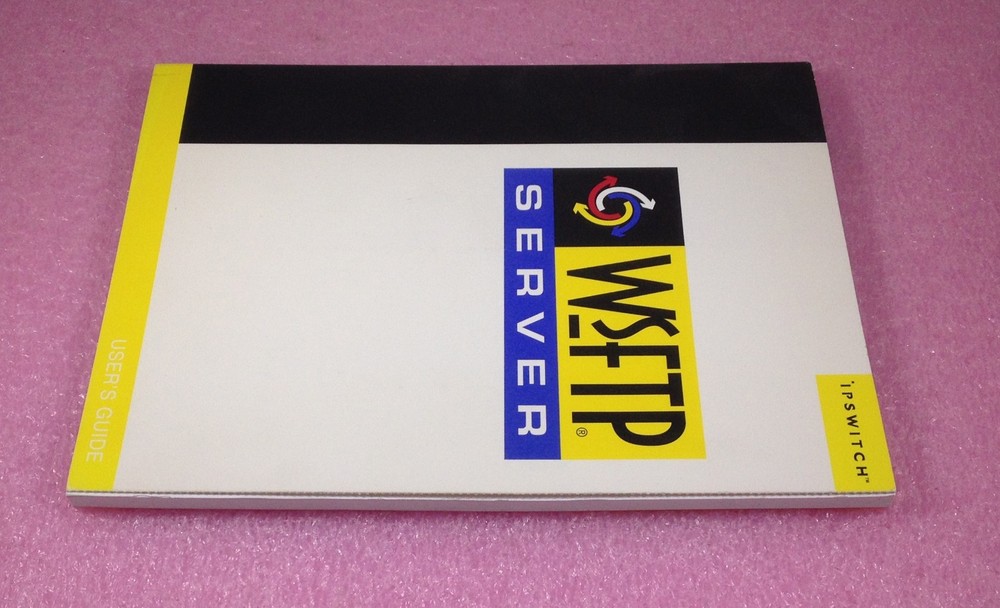 IPSWITCH™
WS_FTP®
SERVER
USER'S GUIDE